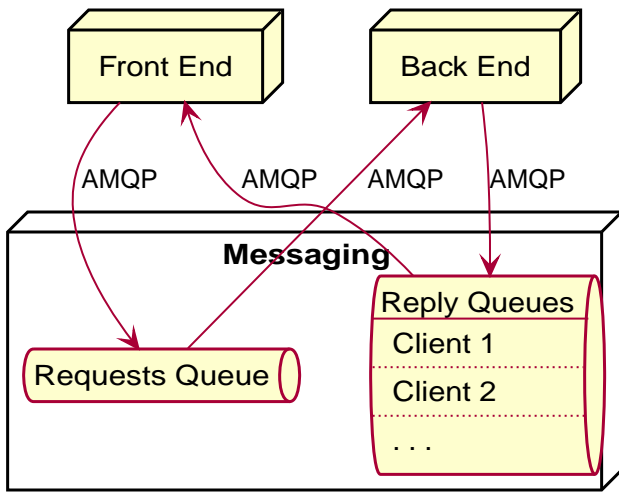 Front End
Back End
AMQP
AMQP
AMQP
AMQP
Messaging
Reply Queues
Client 1
Requests Queue
Client 2
. . .